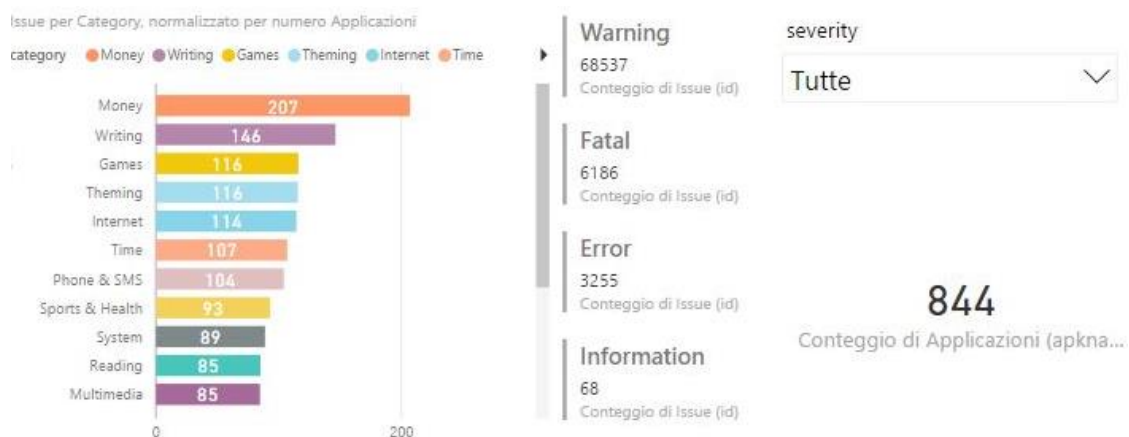 Issue per Category, normalizzato per numero Applicazioni
category Money Writing Games Theming Internet Time
Money 207
Writing 146
Games 116
Theming 116
Internet 114
Time 107
Phone & SMS 104
Sports & Health 93
System 89
Reading 85
Multimedia 85
0 200
Warning
68537
Conteggio di Issue (id)
Fatal
6186
Conteggio di Issue (id)
Error
3255
Conteggio di Issue (id)
Information
68
Conteggio di Issue (id)
severity
Tutte
844
Conteggio di Applicazioni (apkna...